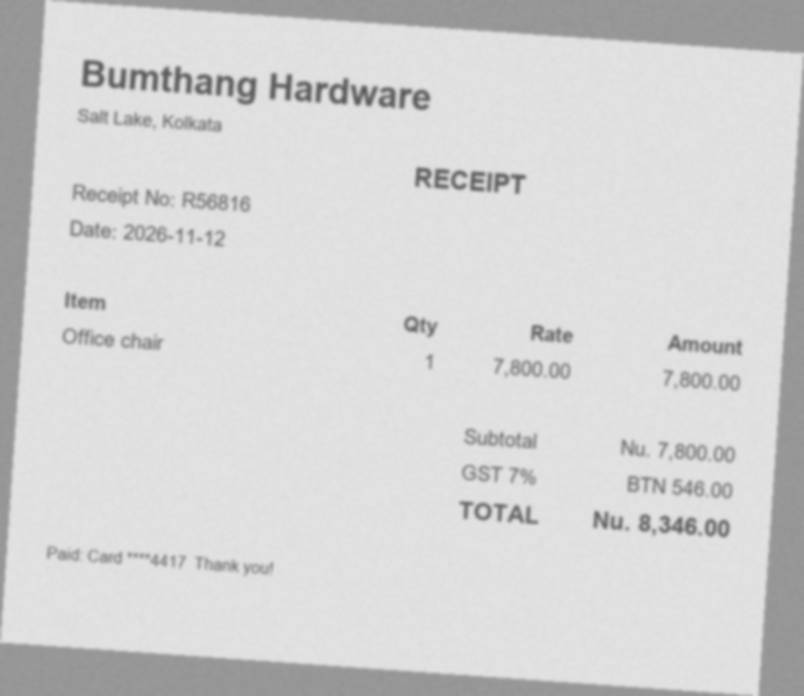 Bumthang Hardware
Salt Lake, Kolkata
RECEIPT
Receipt No: R56816
Date: 2026-11-12
Item Qty Rate Amount
Office chair 1 7,800.00 7,800.00
Subtotal Nu. 7,800.00
GST 7% BTN 546.00
TOTAL Nu. 8,346.00
Paid: Card ****4417 Thank you!